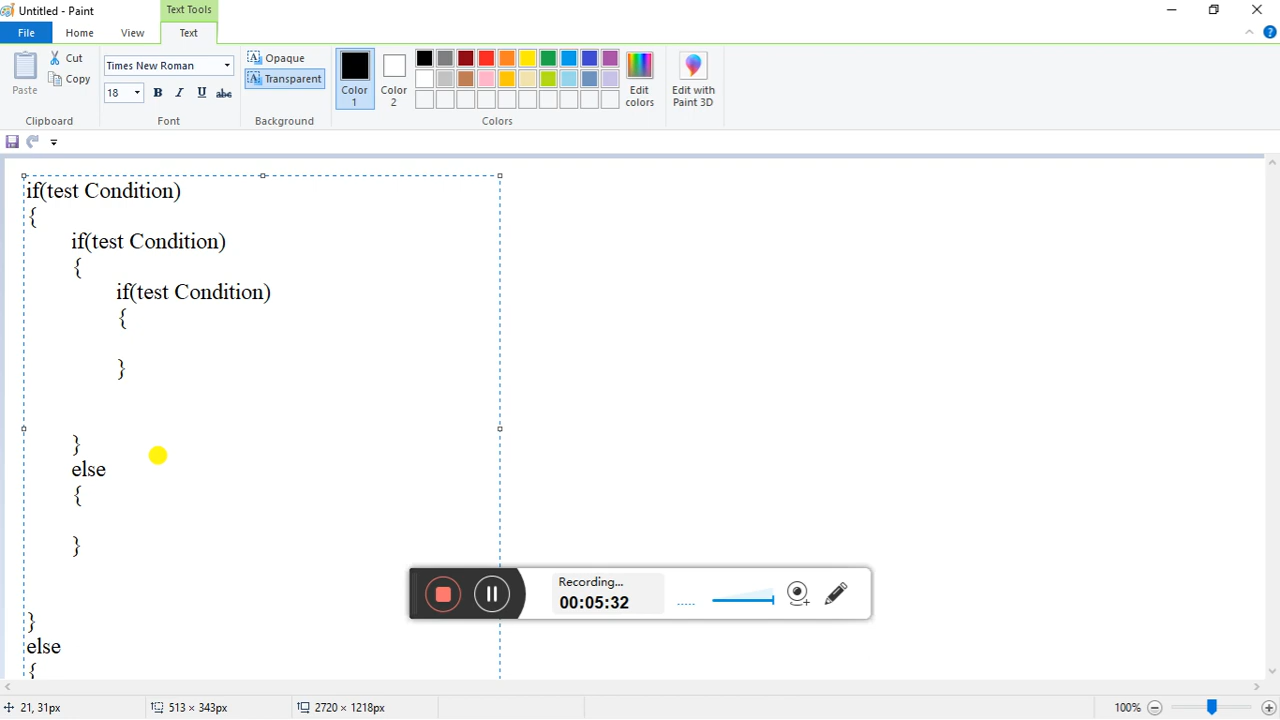 Untitled - Paint
Text Tools
File
Home
View
Text
Paste
Cut
Copy
Clipboard
Times New Roman
18
B
I
U
abc
Font
Opaque
Transparent
Background
Color
1
Color
2
Colors
Edit
colors
Edit with
Paint 3D
if(test Condition)
{
if(test Condition)
{
if(test Condition)
{
}
}
else
{
}
}
else
{
Recording...
00:05:32
21, 31px
513 × 343px
2720 × 1218px
100%